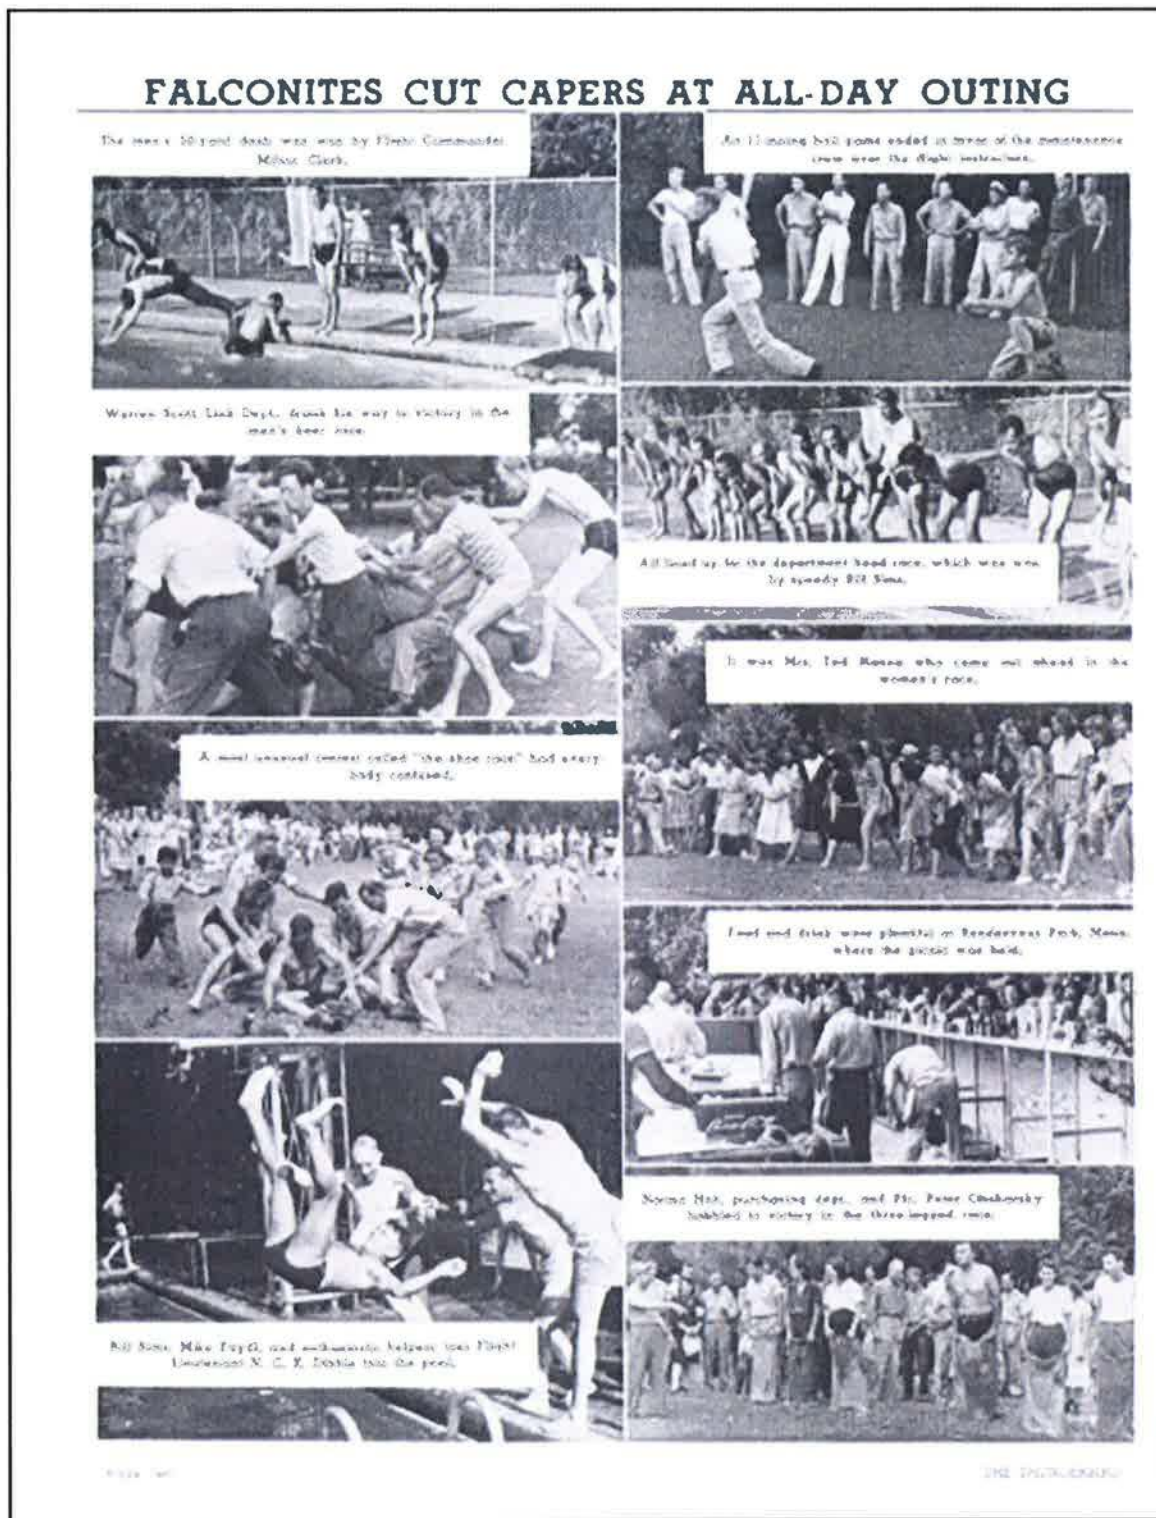 FALCONITES CUT CAPERS AT ALL-DAY OUTING
The men's 50-yard dash was won by Flight Commander
Clark.
Warren Scott Link Dept., drank his way to victory in the
men's beer race.
A most unusual contest called "the shoe race" had every
body confused.
Bill Sims, Mike and enthusiastic helpers toss Flight
Lieutenant into the pool.
An 11-inning ball game ended in favor of the maintenance
crew over the flight instructors.
All lined up for the department head race, which was won
by speedy Bill Sims.
It was Mrs. Ted who came out ahead in the
women's race.
Food and drink were plentiful at Rendezvous Park, Mesa,
where the picnic was held.
purchasing dept., and Pfc. Peter
hobbled to victory in the three-legged race.